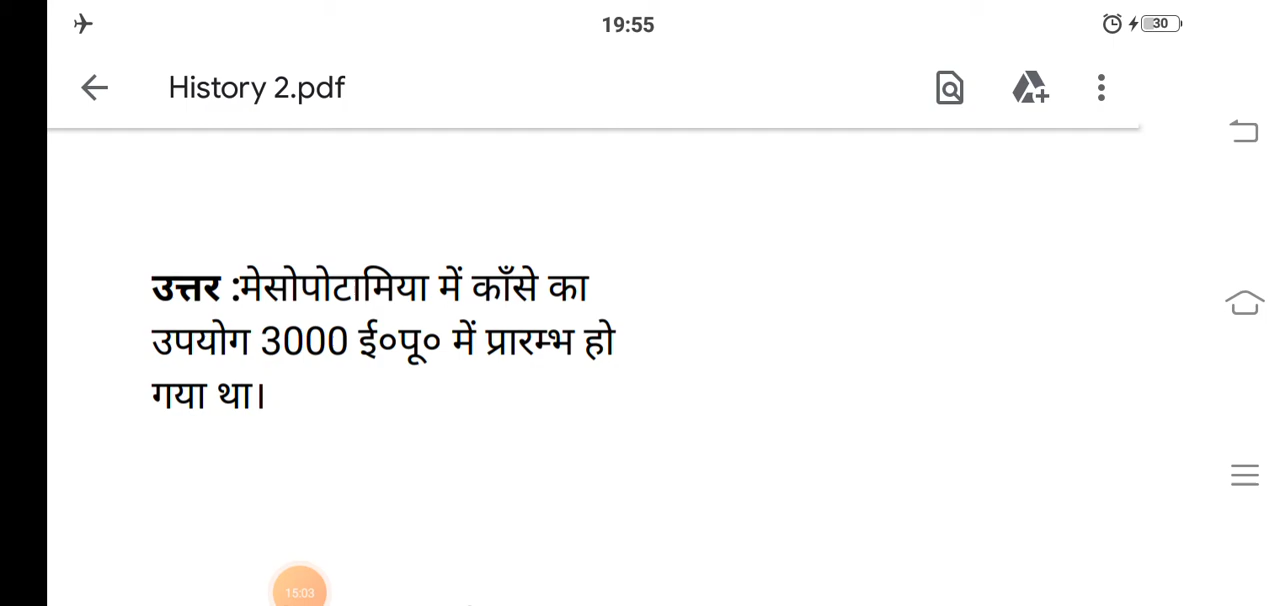 19:55
30
History 2.pdf
उत्तर :मेसोपोटामिया में काँसे का
उपयोग 3000 ई०पू० में प्रारम्भ हो
गया था।
15:03